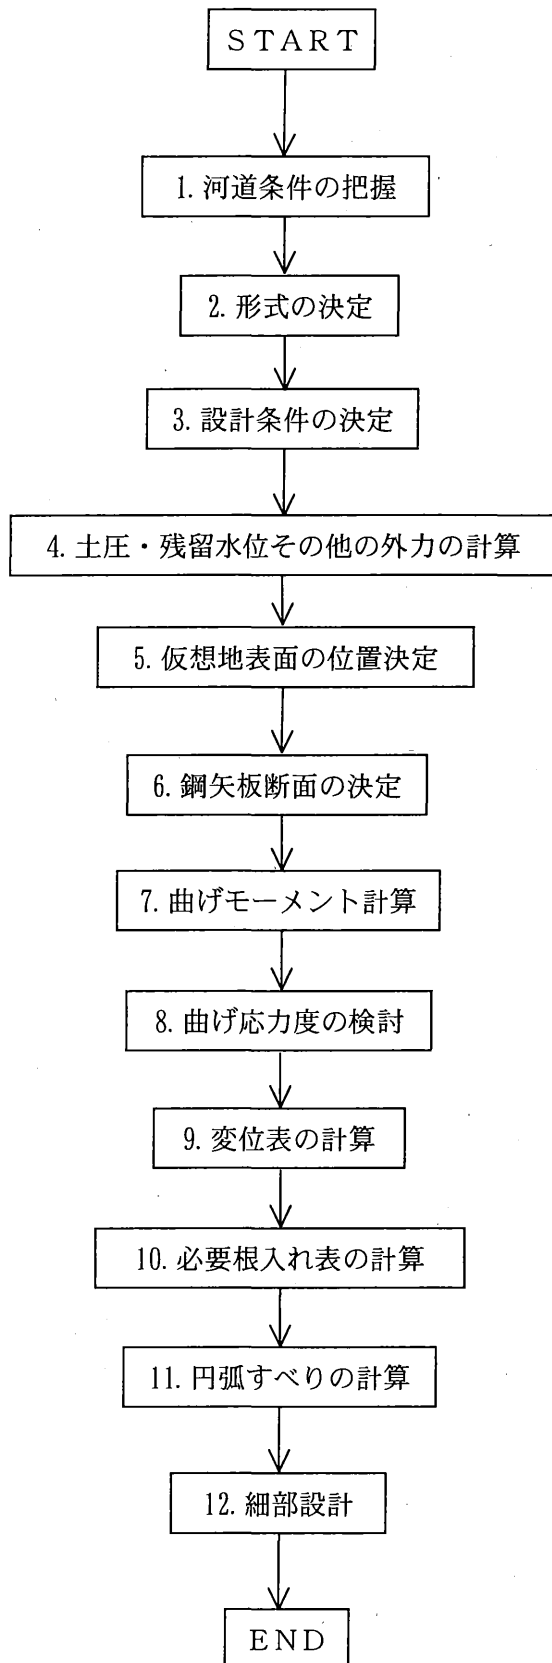 START
1. 河道条件の把握
2. 形式の決定
3. 設計条件の決定
4. 土圧・残留水位その他の外力の計算
5. 仮想地表面の位置決定
6. 鋼矢板断面の決定
7. 曲げモーメント計算
8. 曲げ応力度の検討
9. 変位表の計算
10. 必要根入れ表の計算
11. 円弧すべりの計算
12. 細部設計
END